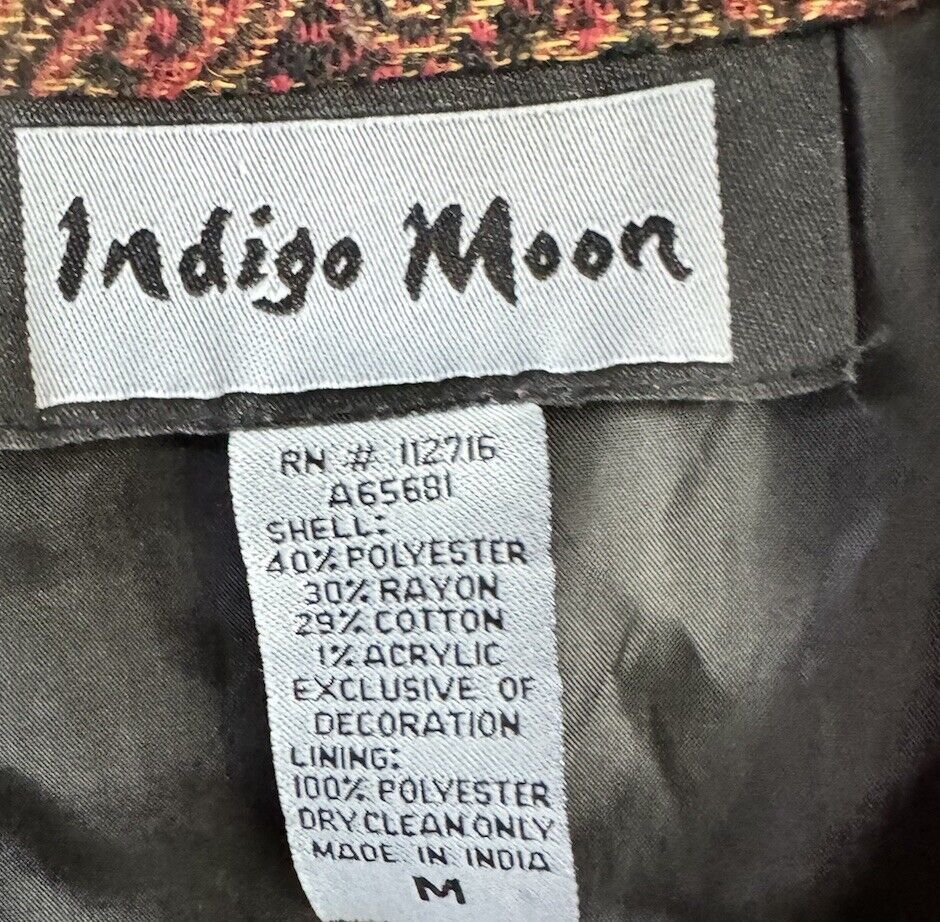 Indigo Moon
RN # 112716
A65681
SHELL:
40% POLYESTER
30% RAYON
29% COTTON
1% ACRYLIC
EXCLUSIVE OF
DECORATION
LINING:
100% POLYESTER
DRY CLEAN ONLY
MADE IN INDIA
M